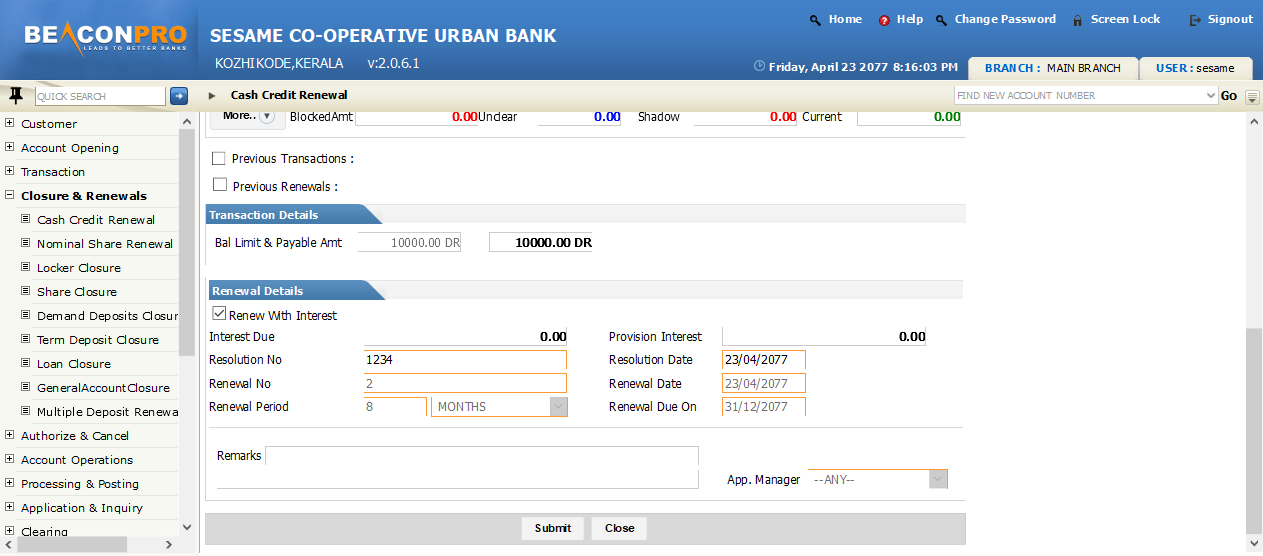 BEACONPRO
LEADS TO BETTER BANKS
SESAME CO-OPERATIVE URBAN BANK
KOZHIKODE,KERALA v:2.0.6.1
Home Help Change Password Screen Lock Signout
Friday, April 23 2077 8:16:03 PM BRANCH : MAIN BRANCH USER : sesame
QUICK SEARCH Cash Credit Renewal FIND NEW ACCOUNT NUMBER Go
Customer
Account Opening
Transaction
Closure & Renewals
Cash Credit Renewal
Nominal Share Renewal
Locker Closure
Share Closure
Demand Deposits Closur
Term Deposit Closure
Loan Closure
GeneralAccountClosure
Multiple Deposit Renewa
Authorize & Cancel
Account Operations
Processing & Posting
Application & Inquiry
Clearing
More.. BlockedAmt 0.00 Unclear 0.00 Shadow 0.00 Current 0.00
Previous Transactions :
Previous Renewals :
Transaction Details
Bal Limit & Payable Amt 10000.00 DR 10000.00 DR
Renewal Details
Renew With Interest
Interest Due 0.00 Provision Interest 0.00
Resolution No 1234 Resolution Date 23/04/2077
Renewal No 2 Renewal Date 23/04/2077
Renewal Period 8 MONTHS Renewal Due On 31/12/2077
Remarks
App. Manager --ANY--
Submit Close